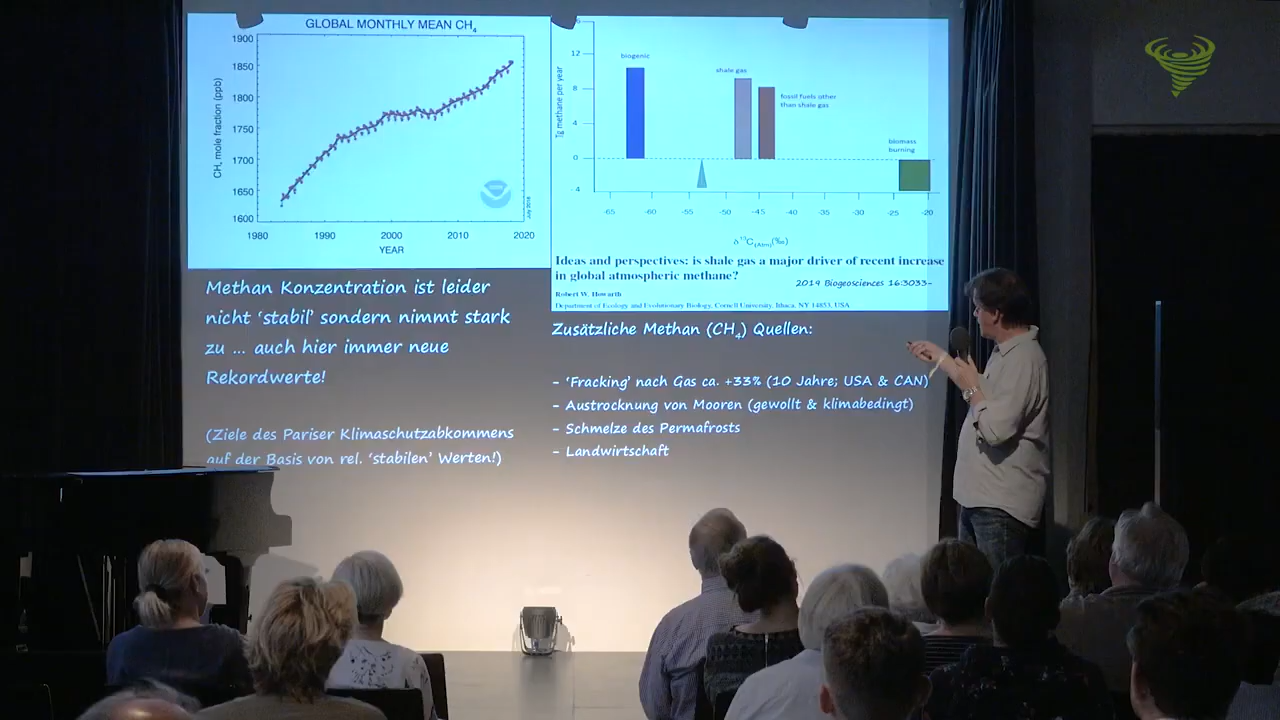 GLOBAL MONTHLY MEAN CH₄
1900
1850
1800
1750
1700
1650
1600
CH₄ mole fraction (ppb)
1980 1990 2000 2010 2020
YEAR
July 2019
Methan Konzentration ist leider
nicht ‘stabil’ sondern nimmt stark
zu ... auch hier immer neue
Rekordwerte!
(Ziele des Pariser Klimaschutzabkommens
auf der Basis von rel. ‘stabilen’ Werten!)
Tg methane per year
12
8
4
0
-4
biogenic
shale gas
fossil fuels other
than shale gas
biomass
burning
-65 -60 -55 -50 -45 -40 -35 -30 -25 -20
δ¹³C(Atm)(‰)
Ideas and perspectives: is shale gas a major driver of recent increase
in global atmospheric methane?
2019 Biogeosciences 16:3033-
Robert W. Howarth
Department of Ecology and Evolutionary Biology, Cornell University, Ithaca, NY 14853, USA
Zusätzliche Methan (CH₄) Quellen:
- ‘Fracking’ nach Gas ca. +33% (10 Jahre; USA & CAN)
- Austrocknung von Mooren (gewollt & klimabedingt)
- Schmelze des Permafrosts
- Landwirtschaft